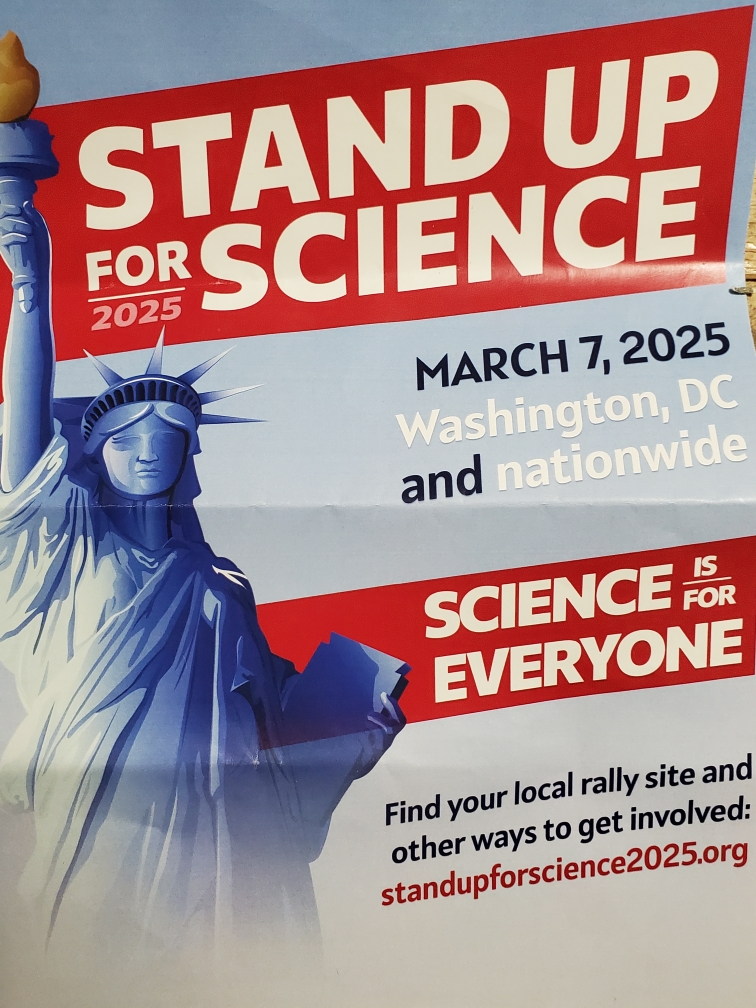 STAND UP
FOR SCIENCE
2025
MARCH 7, 2025
Washington, DC
and nationwide
SCIENCE IS FOR
EVERYONE
Find your local rally site and
other ways to get involved:
standupforscience2025.org